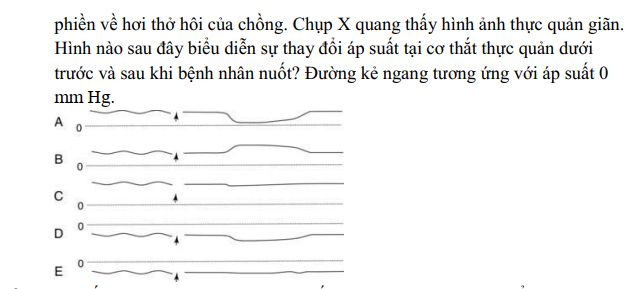 phiền về hơi thở hôi của chồng. Chụp X quang thấy hình ảnh thực quản giãn.
Hình nào sau đây biểu diễn sự thay đổi áp suất tại cơ thắt thực quản dưới
trước và sau khi bệnh nhân nuốt? Đường kẻ ngang tương ứng với áp suất 0
mm Hg.
A 0
B 0
C 0
0
D
0
E